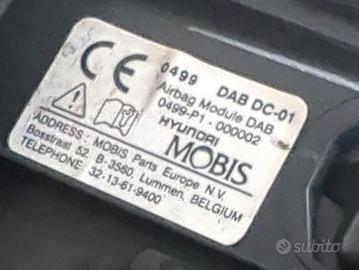 CE 0499 DAB DC-01
Airbag Module DAB
0499-P1-000002
HYUNDAI
MOBIS
ADDRESS : MOBIS Parts Europe N.V.
Bosstraat 52, B-3560, Lummen, BELGIUM
TELEPHONE : 32-13-61-9400
subito